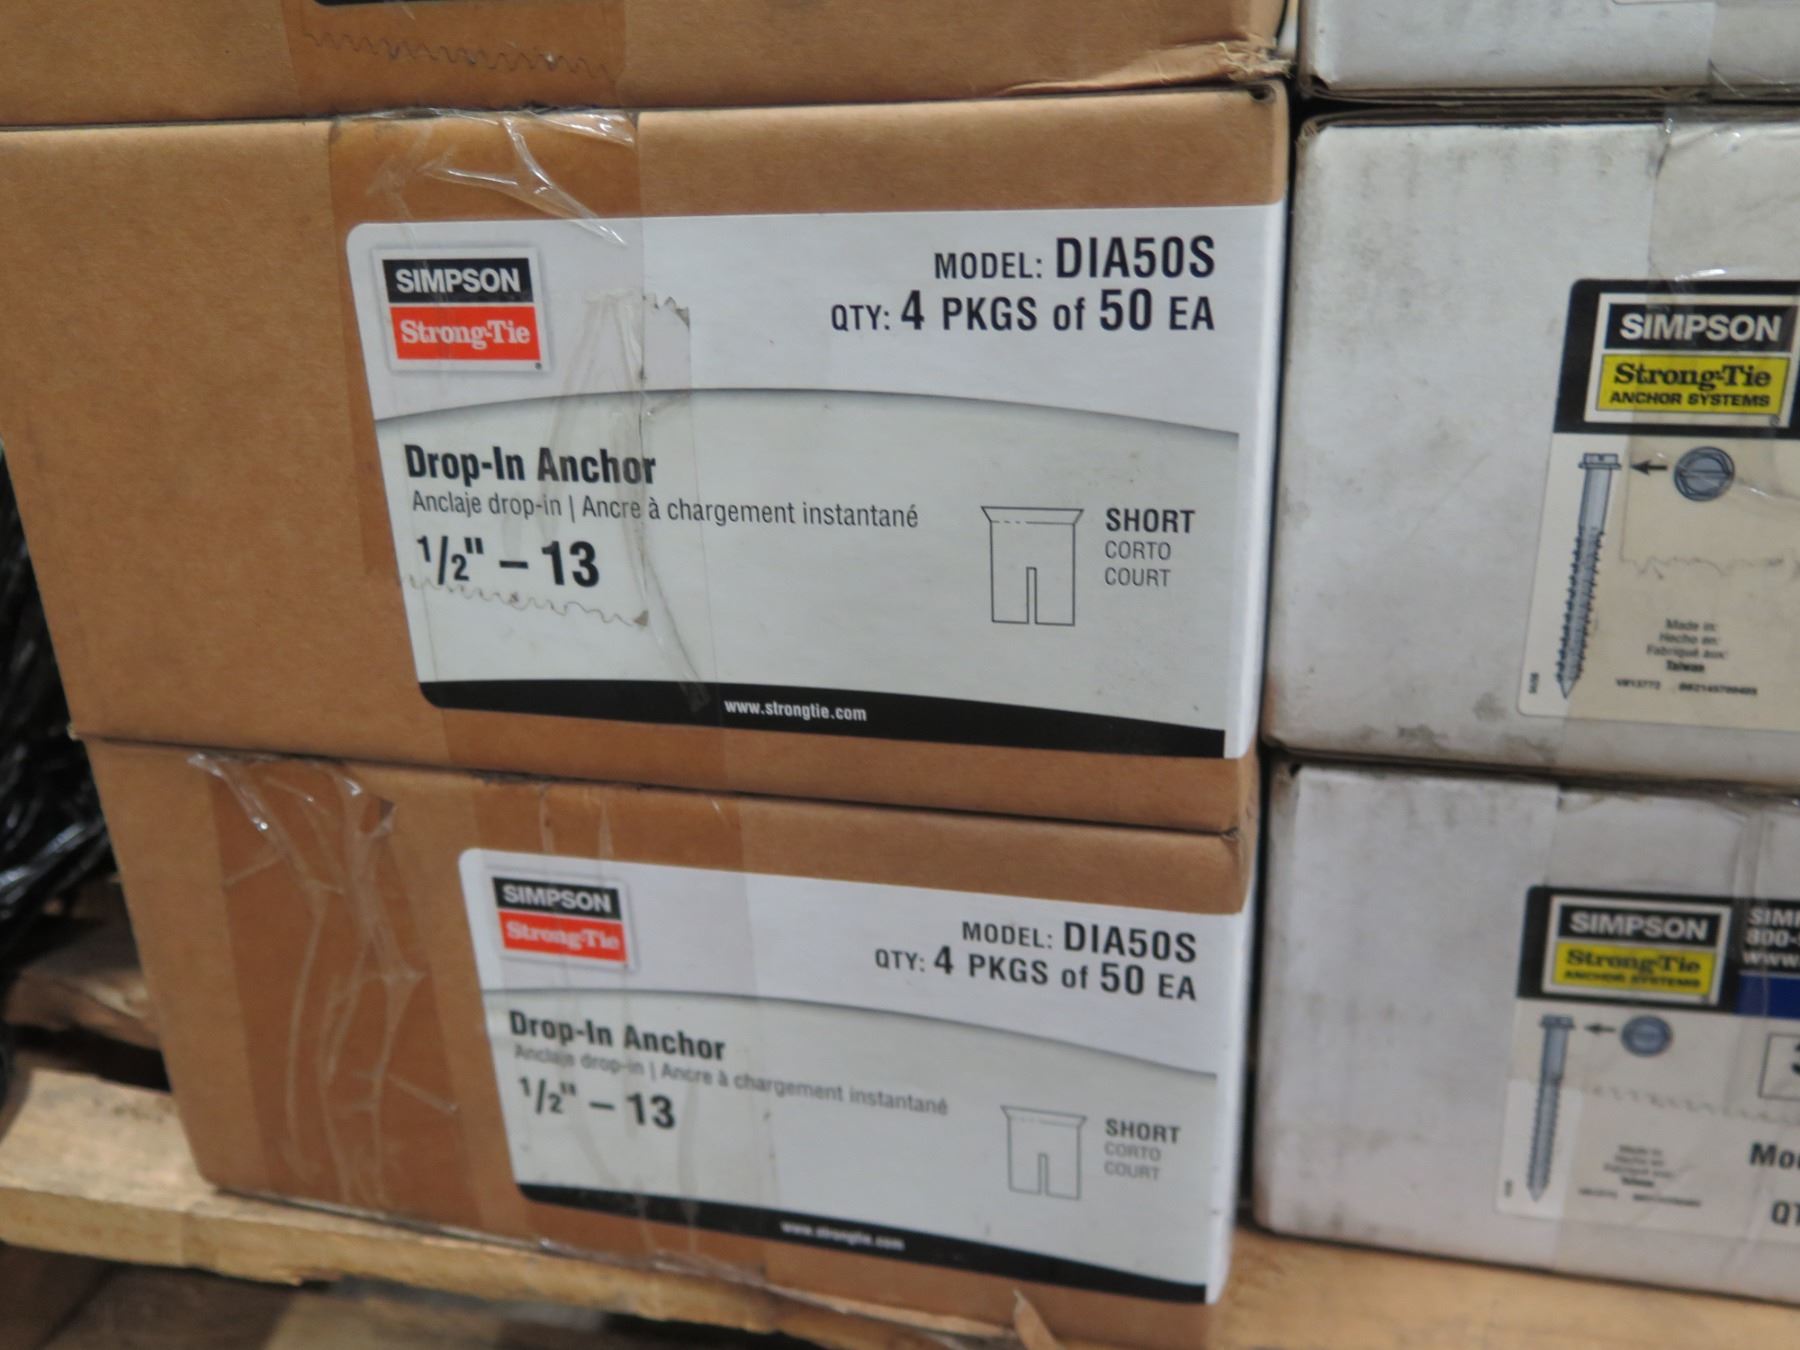 SIMPSON
Strong-Tie
MODEL: DIA50S
QTY: 4 PKGS of 50 EA
Drop-In Anchor
Anclaje drop-in | Ancre à chargement instantané
1/2" – 13
SHORT
CORTO
COURT
www.strongtie.com
SIMPSON
Strong-Tie
MODEL: DIA50S
QTY: 4 PKGS of 50 EA
Drop-In Anchor
Anclaje drop-in | Ancre à chargement instantané
1/2" – 13
SHORT
CORTO
COURT
www.strongtie.com
SIMPSON
Strong-Tie
ANCHOR SYSTEMS
Made in:
Hecho en:
Fabriqué aux:
Taiwan
SIMPSON
Strong-Tie
ANCHOR SYSTEMS
800-
www.